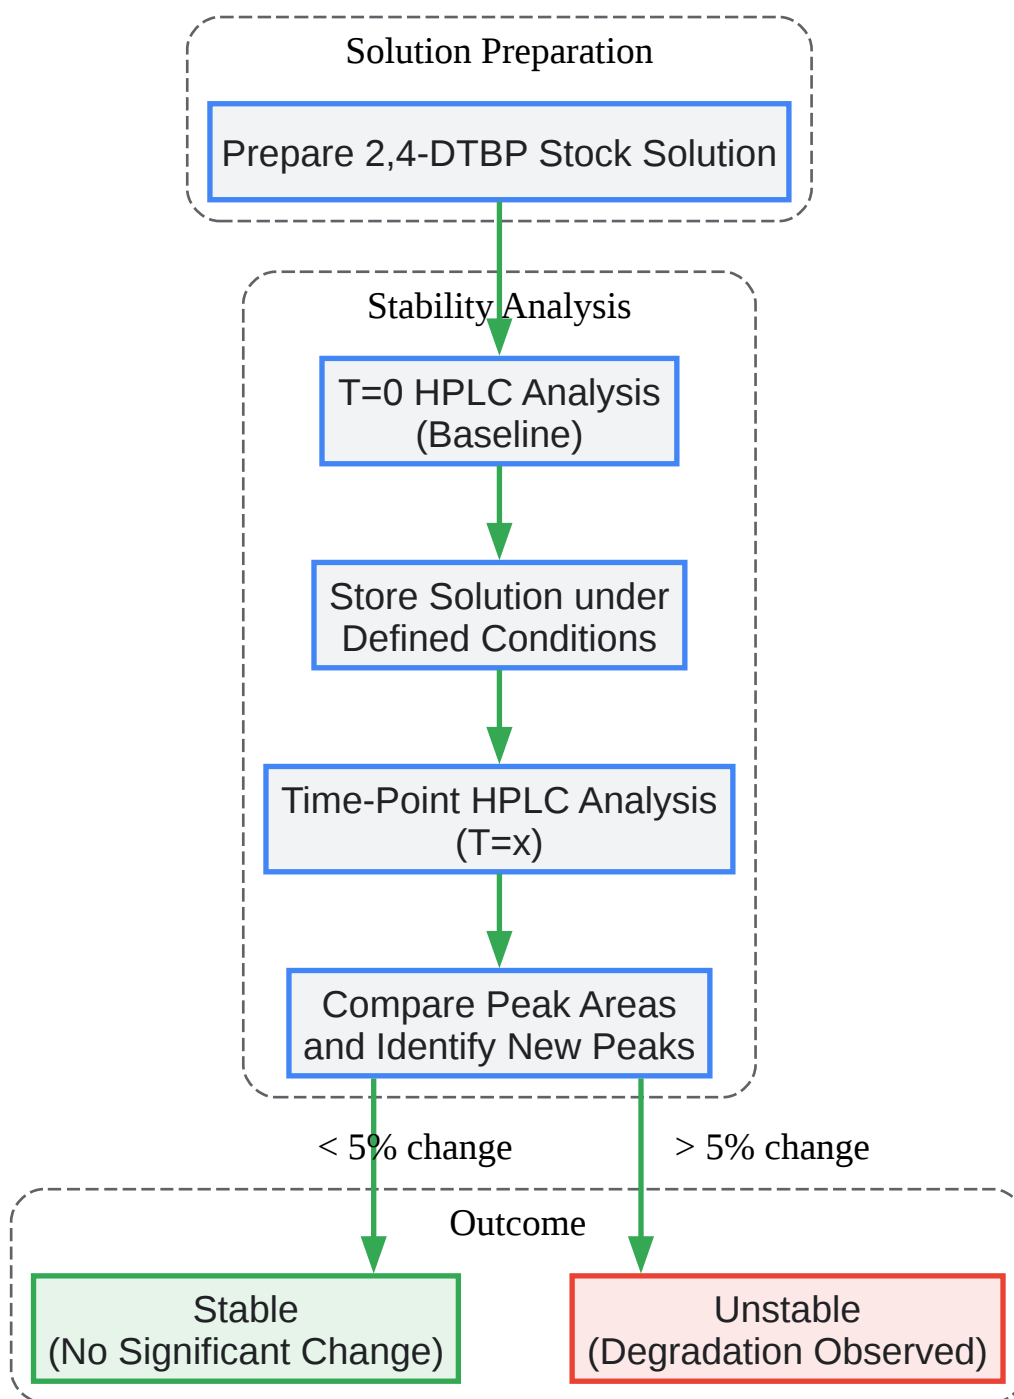 Solution Preparation
Prepare 2,4-DTBP Stock Solution
Stability Analysis
T=0 HPLC Analysis
(Baseline)
Store Solution under
Defined Conditions
Time-Point HPLC Analysis
(T=x)
Compare Peak Areas
and Identify New Peaks
< 5% change
> 5% change
Outcome
Stable
(No Significant Change)
Unstable
(Degradation Observed)